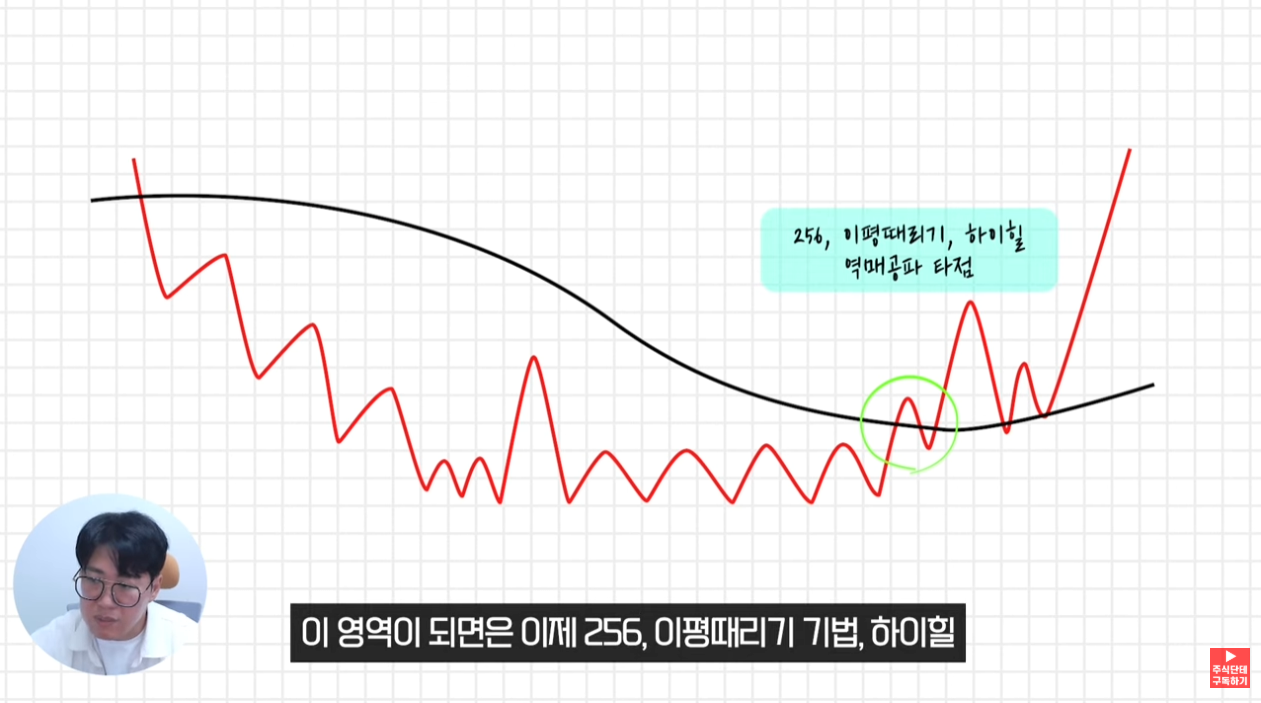 256, 이평때리기, 하이힐
역매공파 타점
이 영역이 되면은 이제 256, 이평때리기 기법, 하이힐
주식단테
구독하기